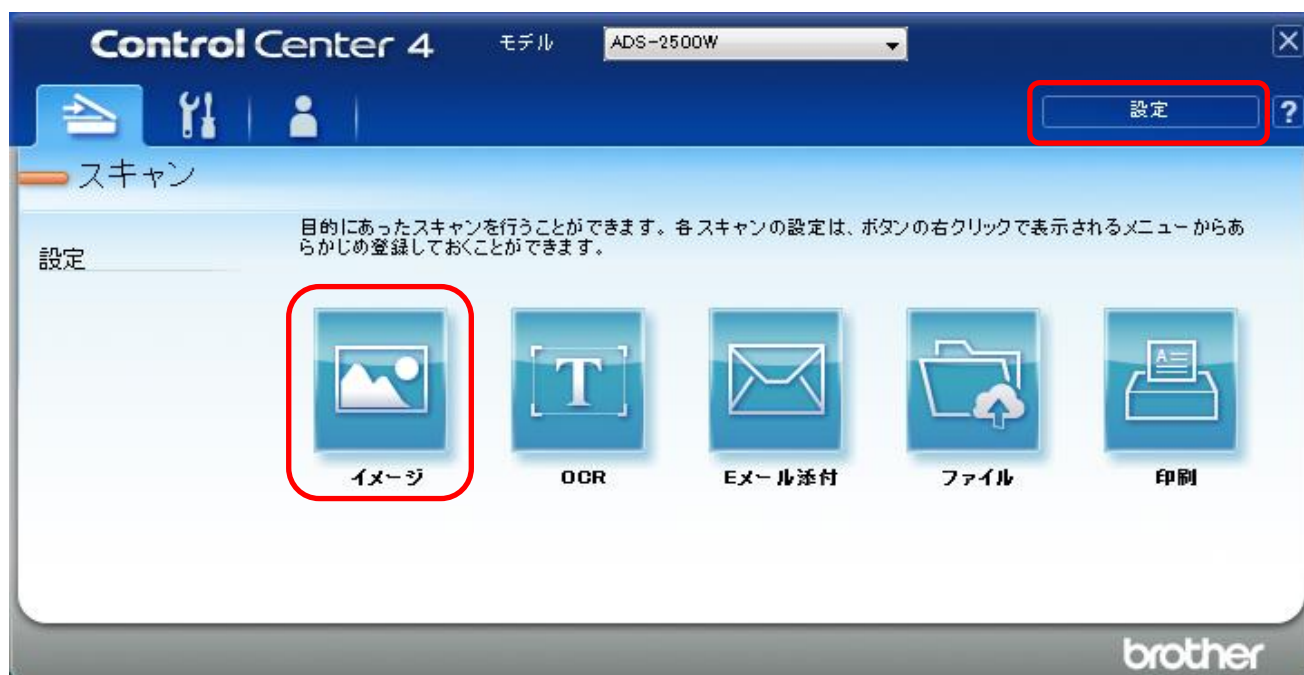 Control Center 4
モデル
ADS-2500W
設定
?
スキャン
設定
目的にあったスキャンを行うことができます。各スキャンの設定は、ボタンの右クリックで表示されるメニューからあ
らかじめ登録しておくことができます。
T
A
イメージ
OCR
Eメール添付
ファイル
印刷
brother